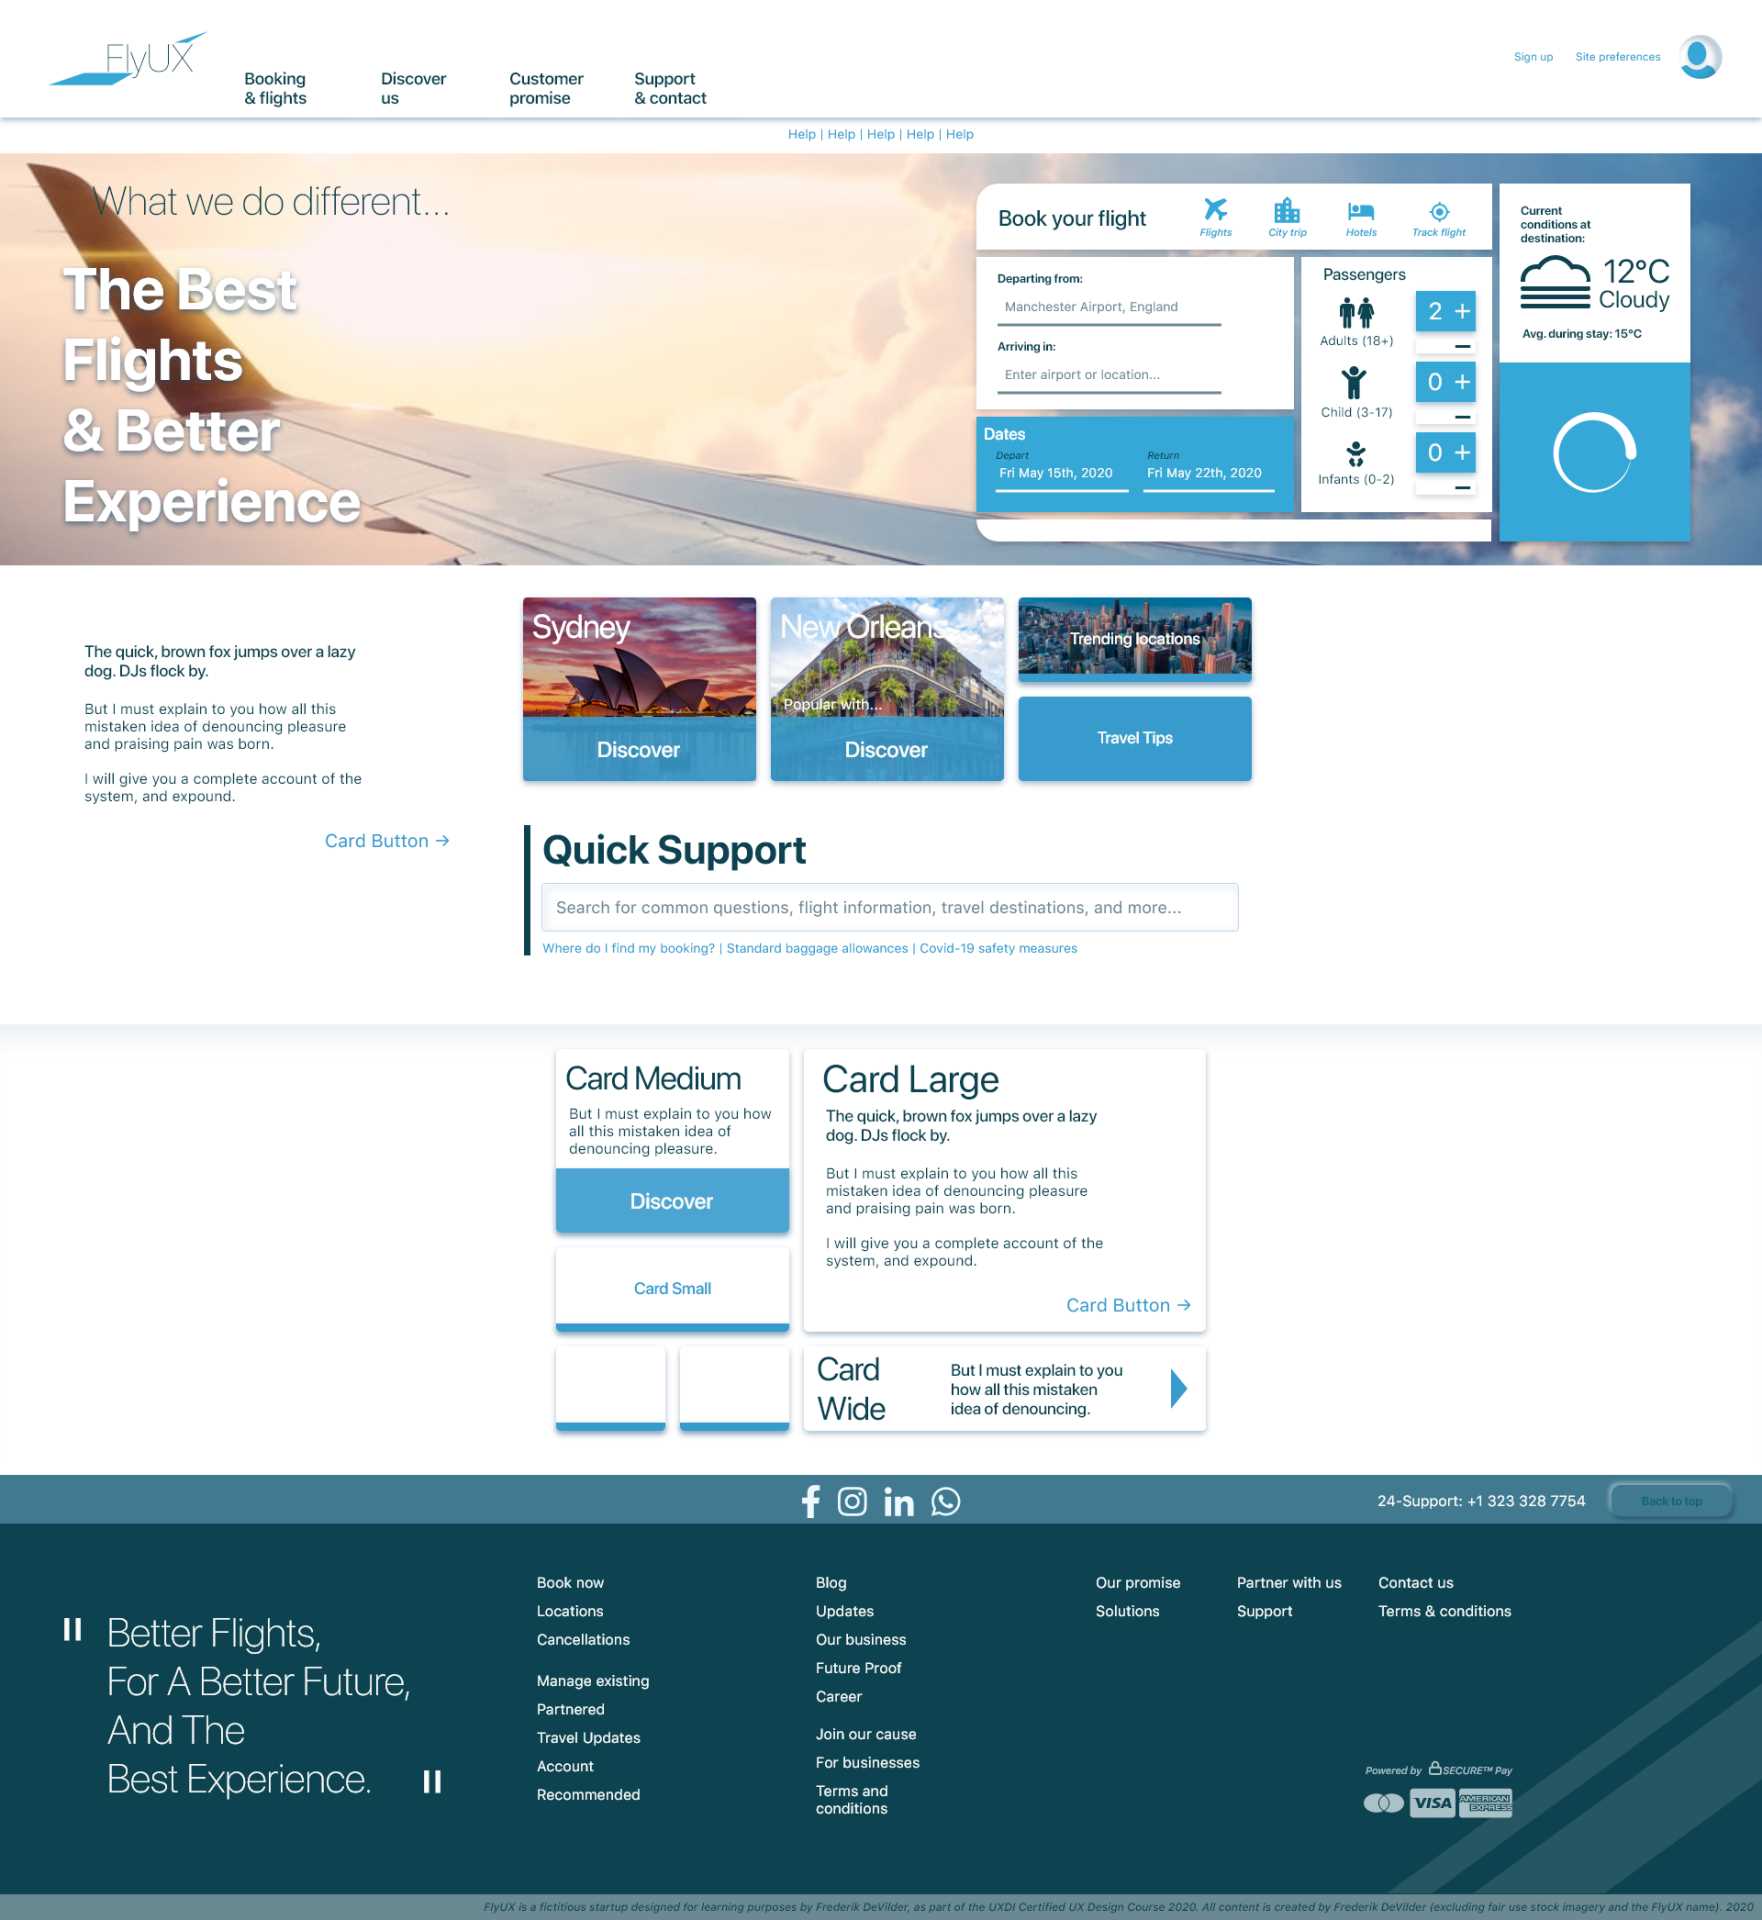 FlyUX
Booking
& flights
Discover
us
Customer
promise
Support
& contact
Sign up
Site preferences
Help | Help | Help | Help | Help
What we do different...
The Best
Flights
& Better
Experience
Book your flight
Flights
City trip
Hotels
Track flight
Departing from:
Manchester Airport, England
Arriving in:
Enter airport or location...
Dates
Depart
Fri May 15th, 2020
Return
Fri May 22th, 2020
Passengers
2 +
Adults (18+)
−
0 +
Child (3-17)
−
0 +
Infants (0-2)
−
Current
conditions at
destination:
12°C
Cloudy
Avg. during stay: 15°C
The quick, brown fox jumps over a lazy
dog. DJs flock by.
But I must explain to you how all this
mistaken idea of denouncing pleasure
and praising pain was born.
I will give you a complete account of the
system, and expound.
Card Button →
Sydney
Discover
New Orleans
Popular with...
Discover
Trending locations
Travel Tips
Quick Support
Search for common questions, flight information, travel destinations, and more...
Where do I find my booking? | Standard baggage allowances | Covid-19 safety measures
Card Medium
But I must explain to you how
all this mistaken idea of
denouncing pleasure.
Discover
Card Small
Card Large
The quick, brown fox jumps over a lazy
dog. DJs flock by.
But I must explain to you how all this
mistaken idea of denouncing pleasure
and praising pain was born.
I will give you a complete account of the
system, and expound.
Card Button →
Card
Wide
But I must explain to you
how all this mistaken
idea of denouncing.
24-Support: +1 323 328 7754
Back to top
" Better Flights,
For A Better Future,
And The
Best Experience. "
Book now
Locations
Cancellations
Manage existing
Partnered
Travel Updates
Account
Recommended
Blog
Updates
Our business
Future Proof
Career
Join our cause
For businesses
Terms and
conditions
Our promise
Solutions
Partner with us
Support
Contact us
Terms & conditions
Powered by SECURE™ Pay
VISA
AMERICAN
EXPRESS
FlyUX is a fictitious startup designed for learning purposes by Frederik DeVilder, as part of the UXDI Certified UX Design Course 2020. All content is created by Frederik DeVilder (excluding fair use stock imagery and the FlyUX name). 2020